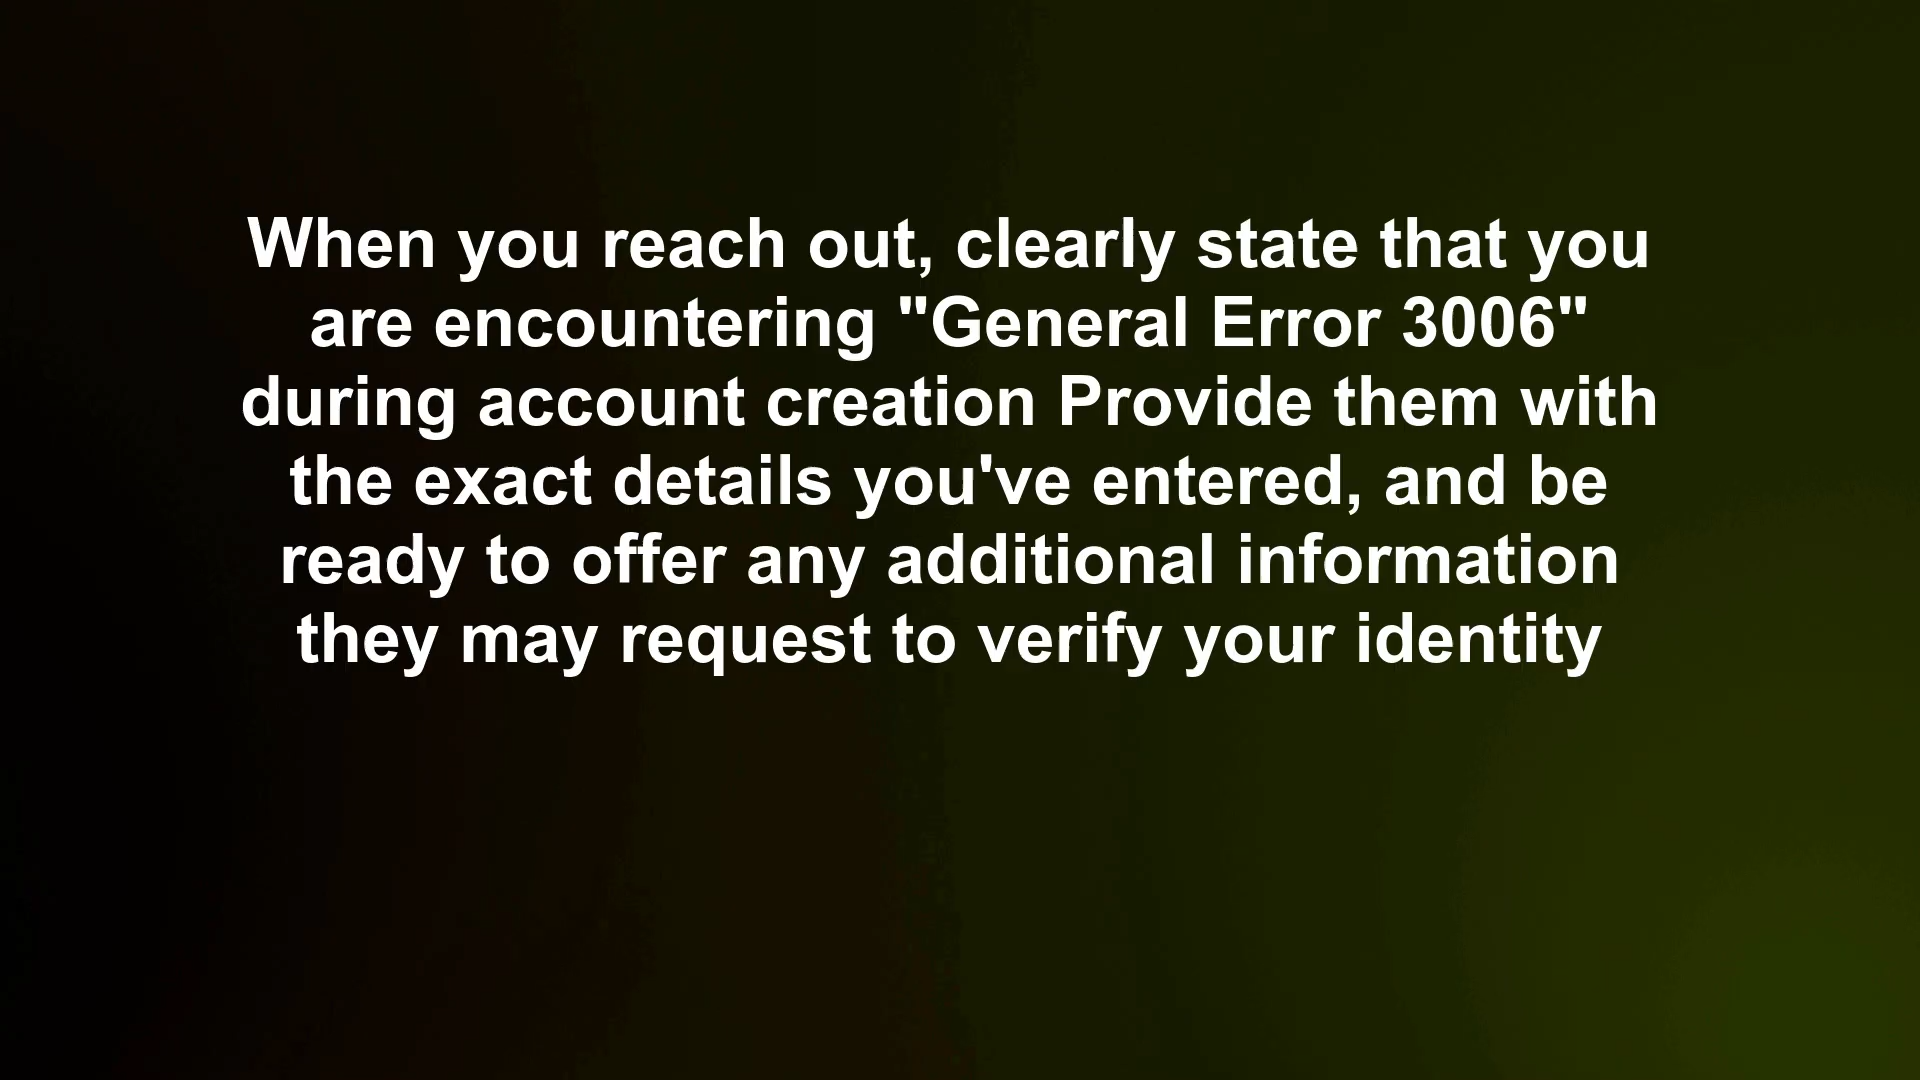 When you reach out, clearly state that you
are encountering "General Error 3006"
during account creation Provide them with
the exact details you've entered, and be
ready to offer any additional information
they may request to verify your identity